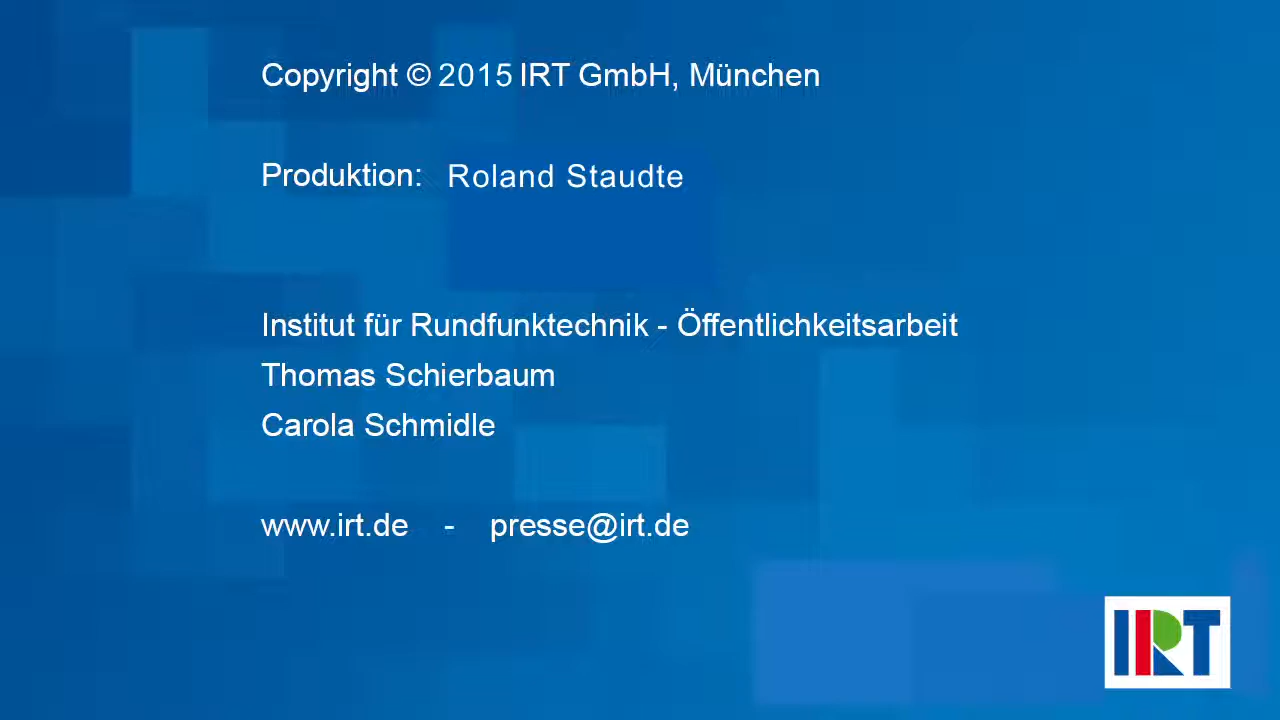 Copyright © 2015 IRT GmbH, München
Produktion: Roland Staudte
Institut für Rundfunktechnik - Öffentlichkeitsarbeit
Thomas Schierbaum
Carola Schmidle
www.irt.de - presse@irt.de
IRT